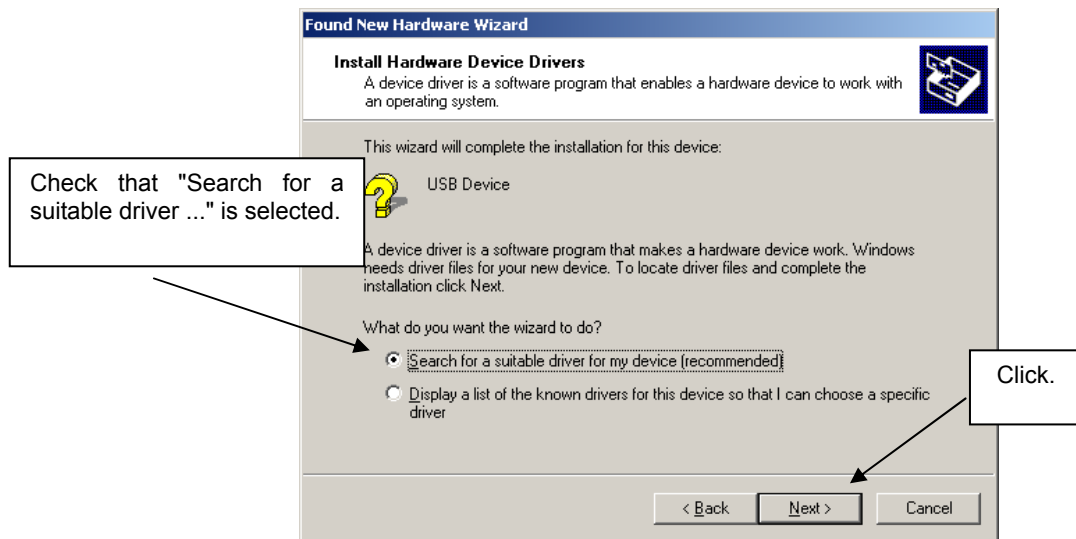 Found New Hardware Wizard
Install Hardware Device Drivers
A device driver is a software program that enables a hardware device to work with
an operating system.
This wizard will complete the installation for this device:
Check that "Search for a
suitable driver ..." is selected.
USB Device
A device driver is a software program that makes a hardware device work. Windows
needs driver files for your new device. To locate driver files and complete the
installation click Next.
What do you want the wizard to do?
Search for a suitable driver for my device (recommended)
Click.
Display a list of the known drivers for this device so that I can choose a specific
driver
< Back
Next >
Cancel